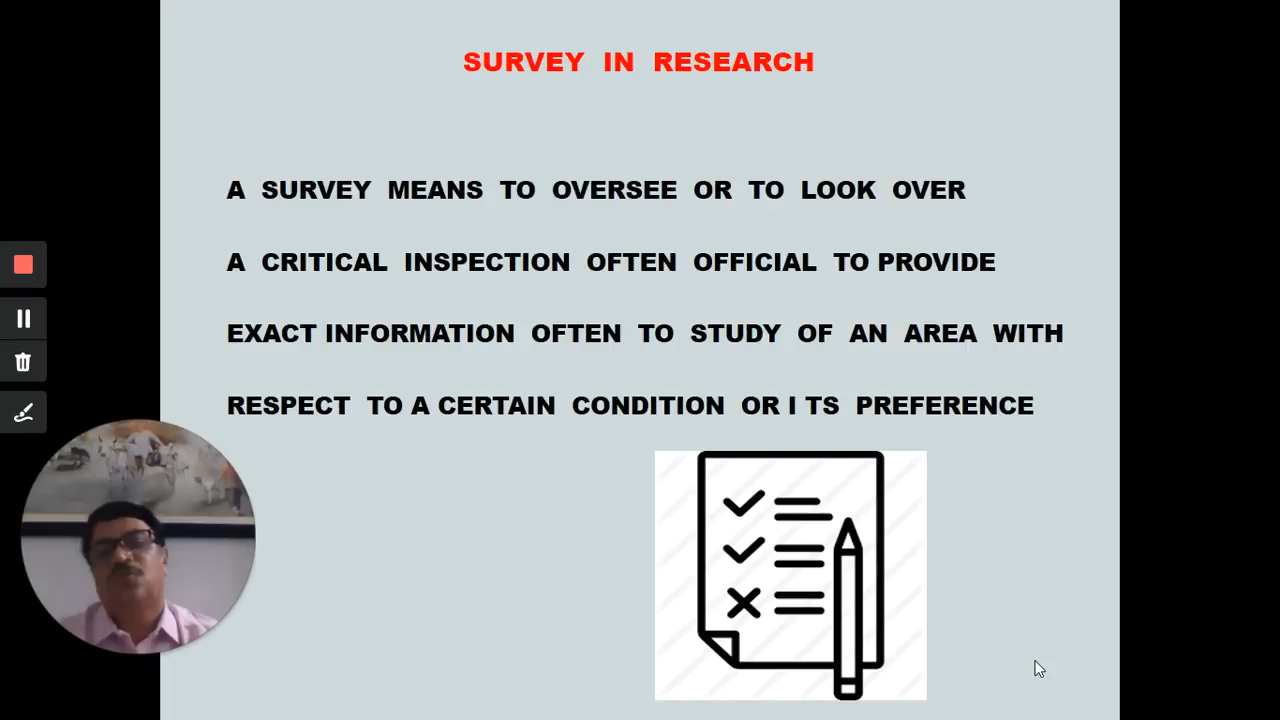 SURVEY IN RESEARCH
A SURVEY MEANS TO OVERSEE OR TO LOOK OVER
A CRITICAL INSPECTION OFTEN OFFICIAL TO PROVIDE
EXACT INFORMATION OFTEN TO STUDY OF AN AREA WITH
RESPECT TO A CERTAIN CONDITION OR I TS PREFERENCE